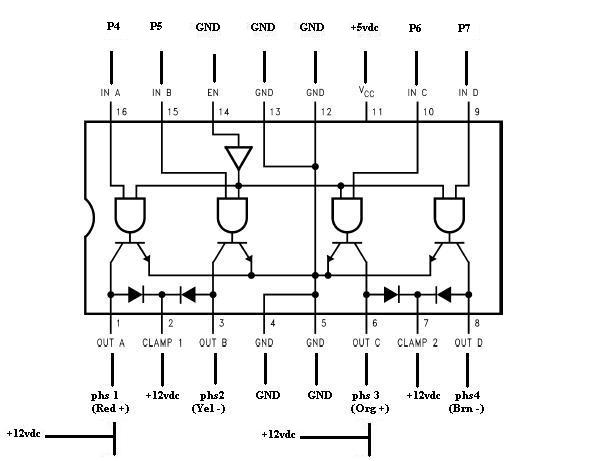 P4 P5 GND GND GND +5vdc P6 P7
IN A IN B EN GND GND VCC IN C IN D
16 15 14 13 12 11 10 9
1 2 3 4 5 6 7 8
OUT A CLAMP 1 OUT B GND GND OUT C CLAMP 2 OUT D
phs 1 +12vdc phs2 GND GND phs 3 +12vdc phs4
(Red +) (Yel -) (Org +) (Brn -)
+12vdc +12vdc